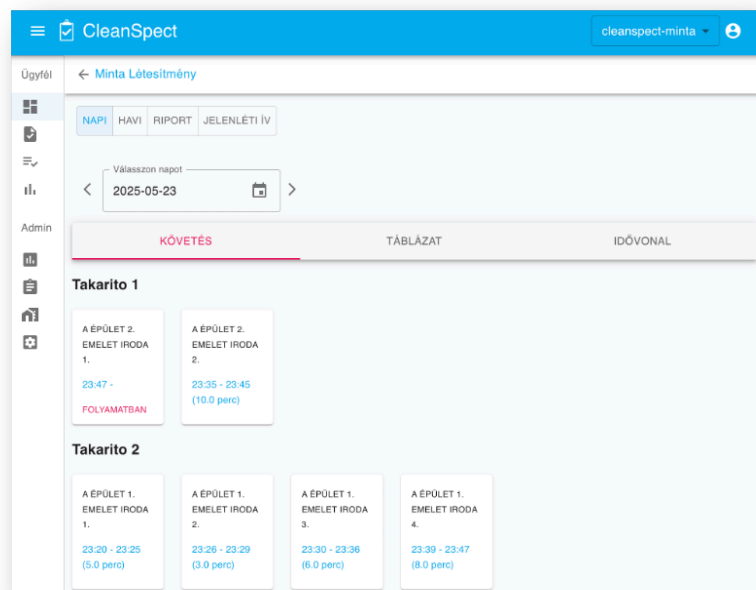 CleanSpect
cleanspect-minta
Ügyfél
Minta Létesítmény
NAPI
HAVI
RIPORT
JELENLÉTI ÍV
Válasszon napot
2025-05-23
Admin
KÖVETÉS
TÁBLÁZAT
IDŐVONAL
Takarito 1
A ÉPÜLET 2.
EMELET IRODA
1.
23:47 -
FOLYAMATBAN
A ÉPÜLET 2.
EMELET IRODA
2.
23:35 - 23:45
(10.0 perc)
Takarito 2
A ÉPÜLET 1.
EMELET IRODA
1.
23:20 - 23:25
(5.0 perc)
A ÉPÜLET 1.
EMELET IRODA
2.
23:26 - 23:29
(3.0 perc)
A ÉPÜLET 1.
EMELET IRODA
3.
23:30 - 23:36
(6.0 perc)
A ÉPÜLET 1.
EMELET IRODA
4.
23:39 - 23:47
(8.0 perc)